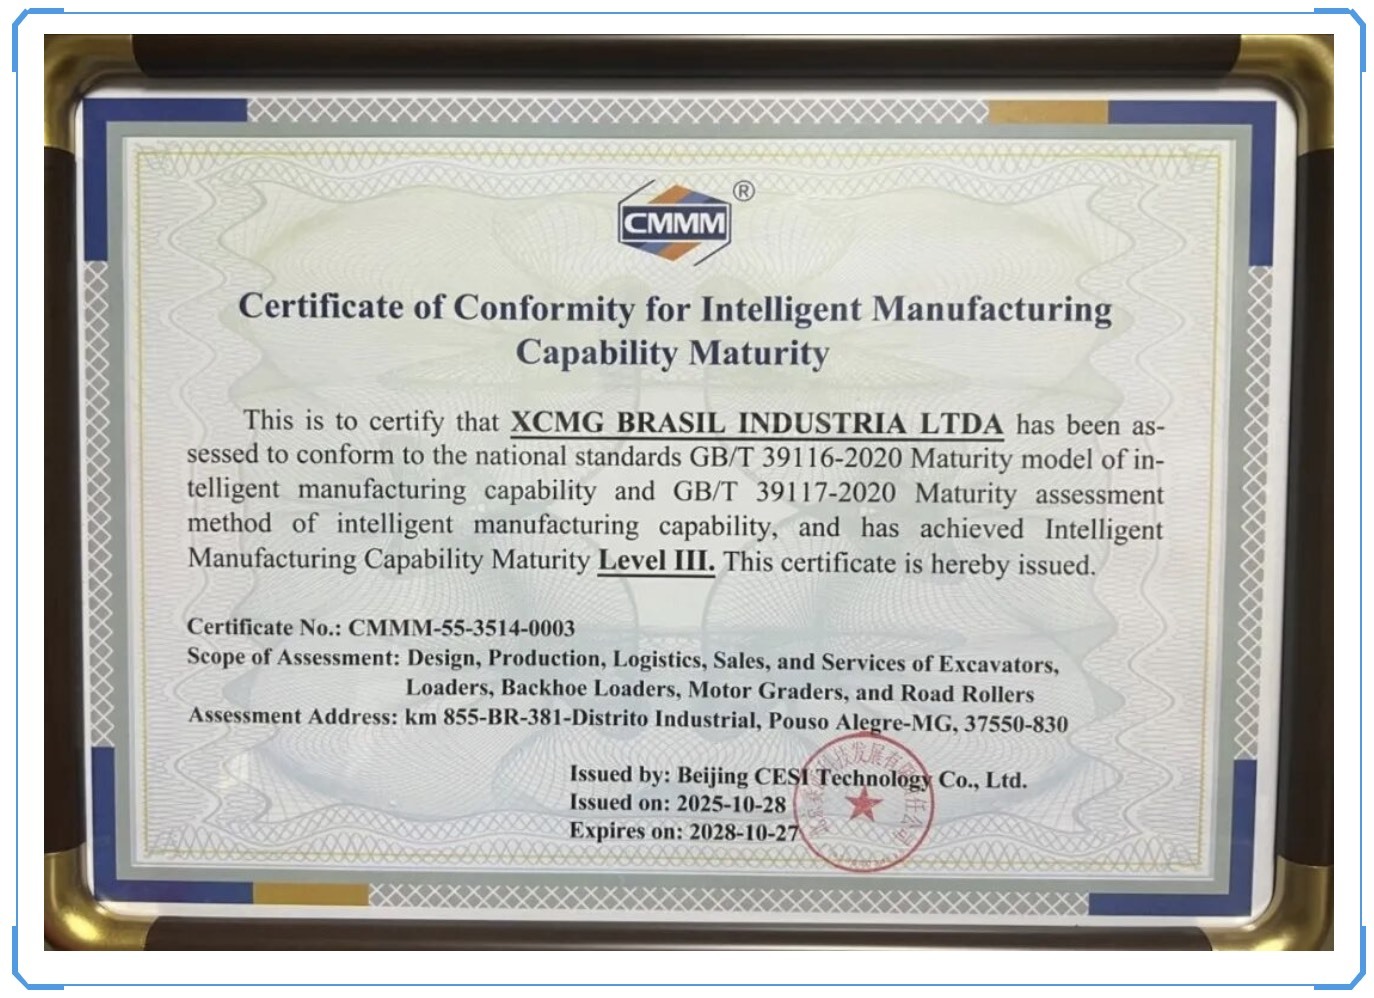 CMMM®
Certificate of Conformity for Intelligent Manufacturing
Capability Maturity
This is to certify that XCMG BRASIL INDUSTRIA LTDA has been as-
sessed to conform to the national standards GB/T 39116-2020 Maturity model of in-
telligent manufacturing capability and GB/T 39117-2020 Maturity assessment
method of intelligent manufacturing capability, and has achieved Intelligent
Manufacturing Capability Maturity Level III. This certificate is hereby issued.
Certificate No.: CMMM-55-3514-0003
Scope of Assessment: Design, Production, Logistics, Sales, and Services of Excavators,
Loaders, Backhoe Loaders, Motor Graders, and Road Rollers
Assessment Address: km 855-BR-381-Distrito Industrial, Pouso Alegre-MG, 37550-830
Issued by: Beijing CESI Technology Co., Ltd.
Issued on: 2025-10-28
Expires on: 2028-10-27